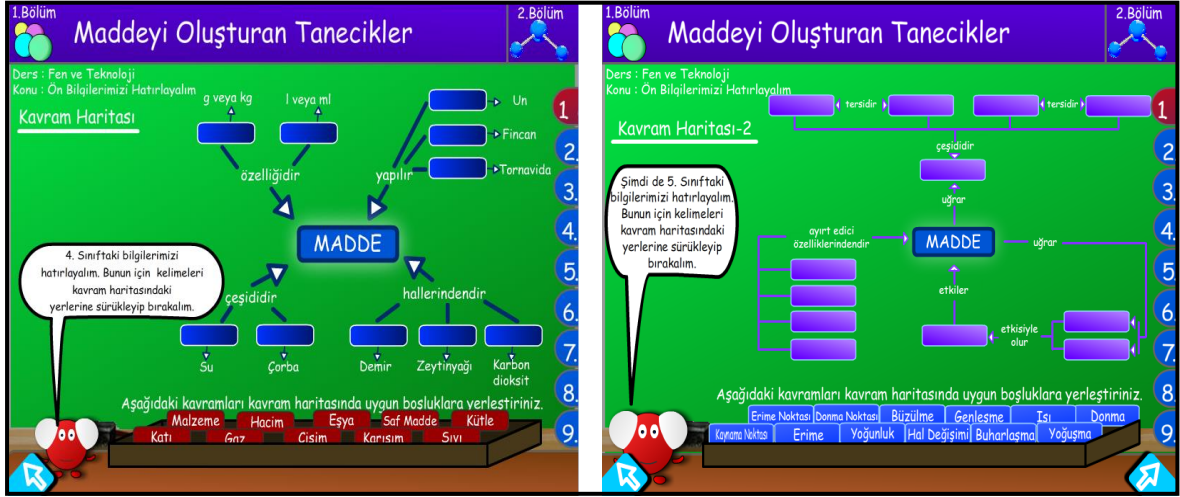 1.Bölüm
Maddeyi Oluşturan Tanecikler
2.Bölüm
Ders : Fen ve Teknoloji
Konu : Ön Bilgilerimizi Hatırlayalım
Kavram Haritası
g veya kg
l veya ml
Un
Fincan
Tornavida
özelliğidir
yapılır
MADDE
4. Sınıftaki bilgilerimizi
hatırlayalım. Bunun için kelimeleri
kavram haritasındaki
yerlerine sürükleyip bırakalım.
çeşididir
hallerindendir
Su
Çorba
Demir
Zeytinyağı
Karbon
dioksit
Aşağıdaki kavramları kavram haritasında uygun boşluklara yerleştiriniz.
Malzeme
Hacim
Eşya
Saf Madde
Kütle
Katı
Gaz
Cisim
Karışım
Sıvı
1
2.
3.
4.
5.
6.
7.
8.
9.
1.Bölüm
Maddeyi Oluşturan Tanecikler
2.Bölüm
Ders : Fen ve Teknoloji
Konu : Ön Bilgilerimizi Hatırlayalım
Kavram Haritası-2
tersidir
tersidir
çeşididir
uğrar
Şimdi de 5. Sınıftaki
bilgilerimizi hatırlayalım.
Bunun için kelimeleri
kavram haritasındaki
yerlerine sürükleyip
bırakalım.
ayırt edici
özelliklerindendir
MADDE
uğrar
etkiler
etkisiyle
olur
Aşağıdaki kavramları kavram haritasında uygun boşluklara yerleştiriniz.
Erime Noktası
Donma Noktası
Büzülme
Genleşme
Isı
Donma
Kaynama Noktası
Erime
Yoğunluk
Hal Değişimi
Buharlaşma
Yoğuşma
1
2.
3.
4.
5.
6.
7.
8.
9.